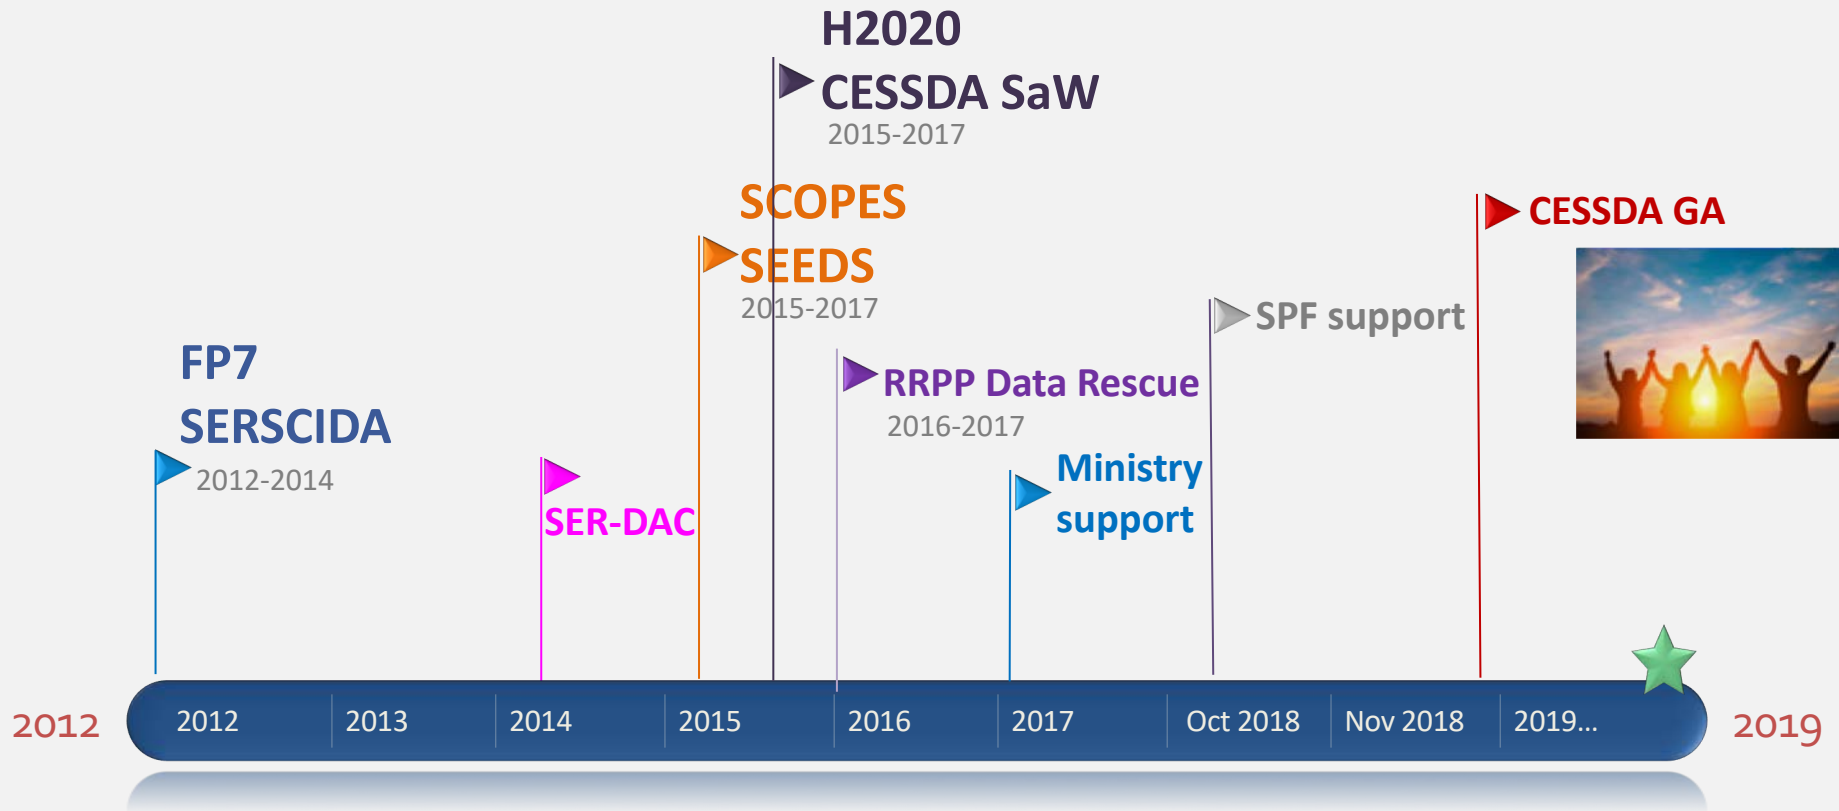 H2020
CESSDA SaW
2015-2017
SCOPES
SEEDS
2015-2017
CESSDA GA
SPF support
FP7
SERSCIDA
2012-2014
RRPP Data Rescue
2016-2017
Ministry
support
SER-DAC
2012
2012
2013
2014
2015
2016
2017
Oct 2018
Nov 2018
2019...
2019